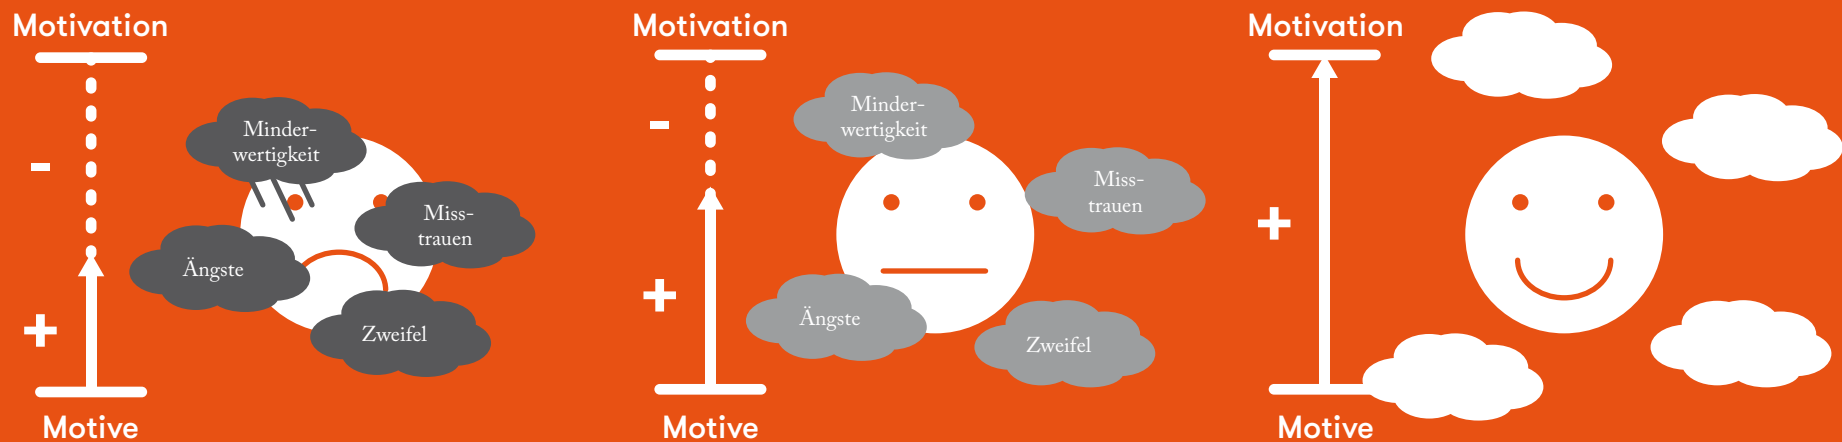 Motivation
-
+
Minder-
wertigkeit
Miss-
trauen
Ängste
Zweifel
Motive
Motivation
-
+
Minder-
wertigkeit
Miss-
trauen
Ängste
Zweifel
Motive
Motivation
+
Motive